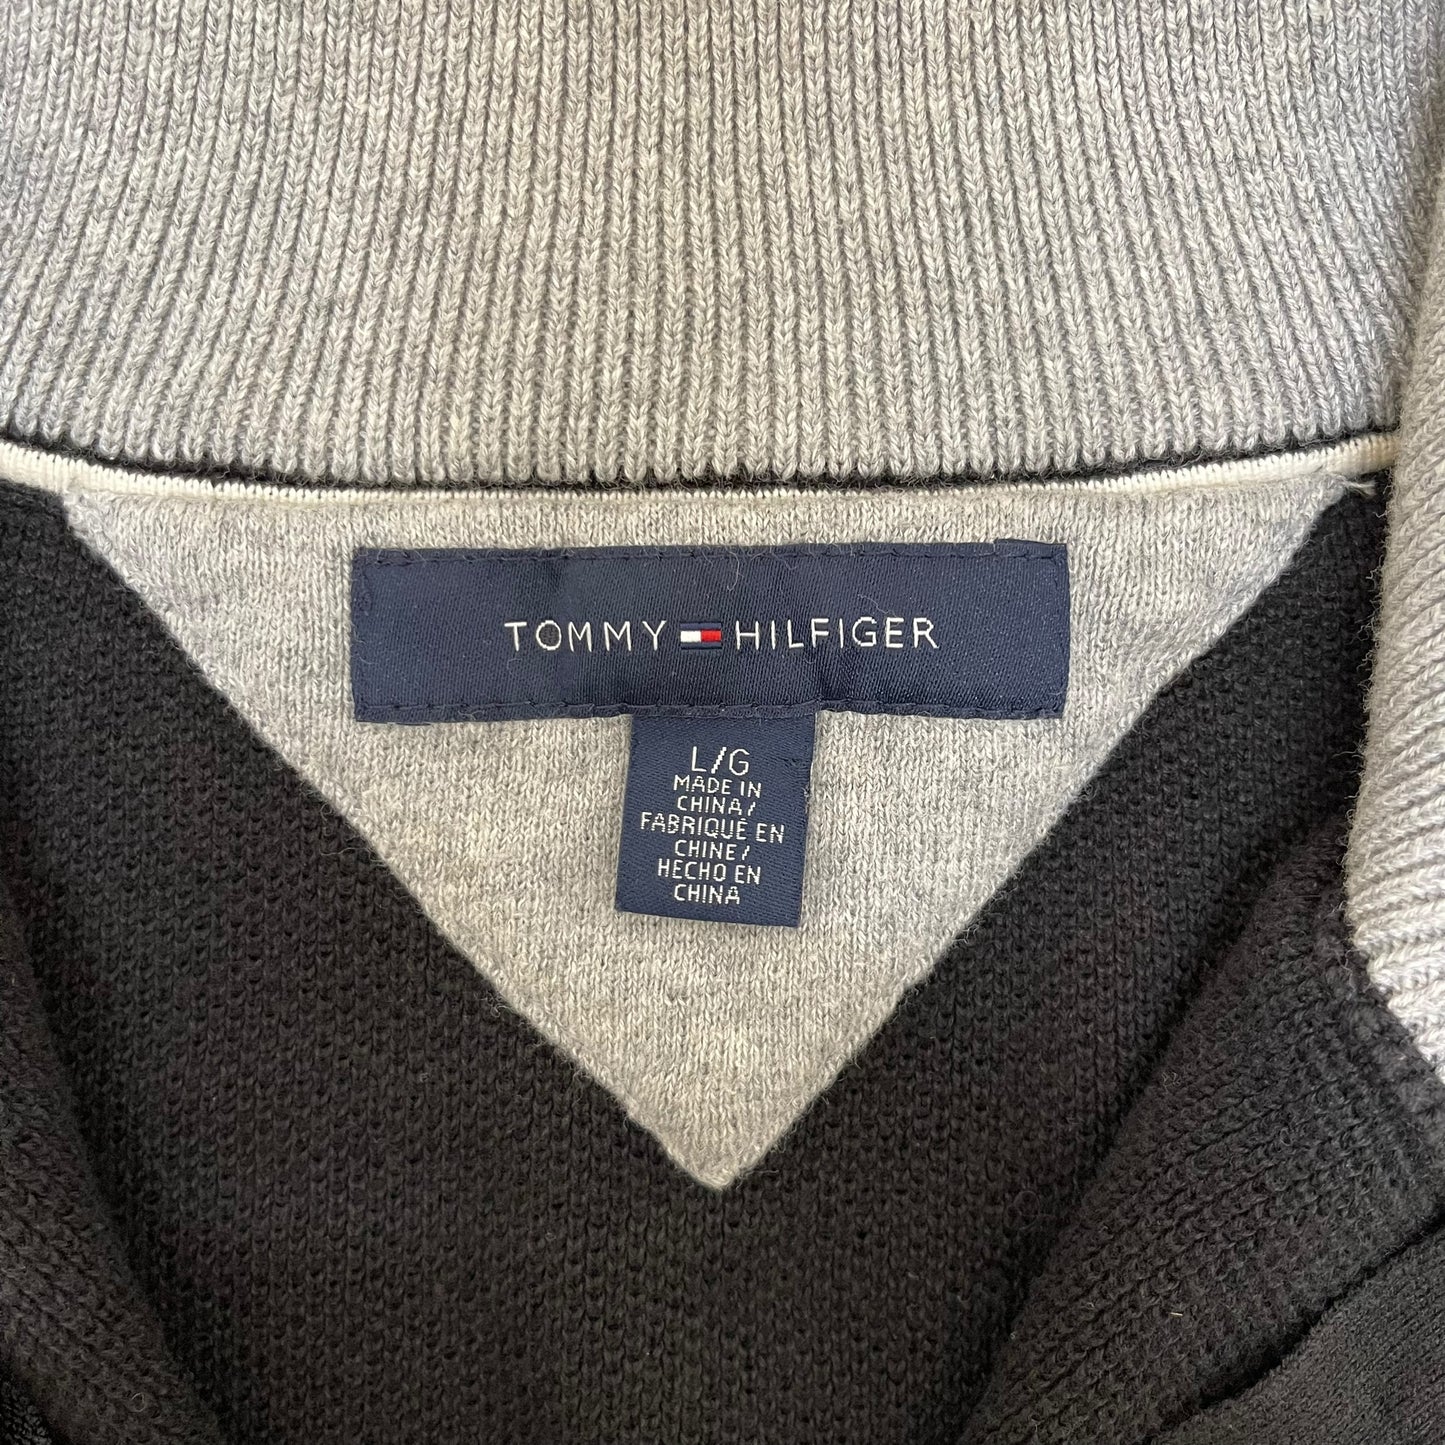 TOMMY HILFIGER
L/G
MADE IN
CHINA/
FABRIQUÉ EN
CHINE/
HECHO EN
CHINA